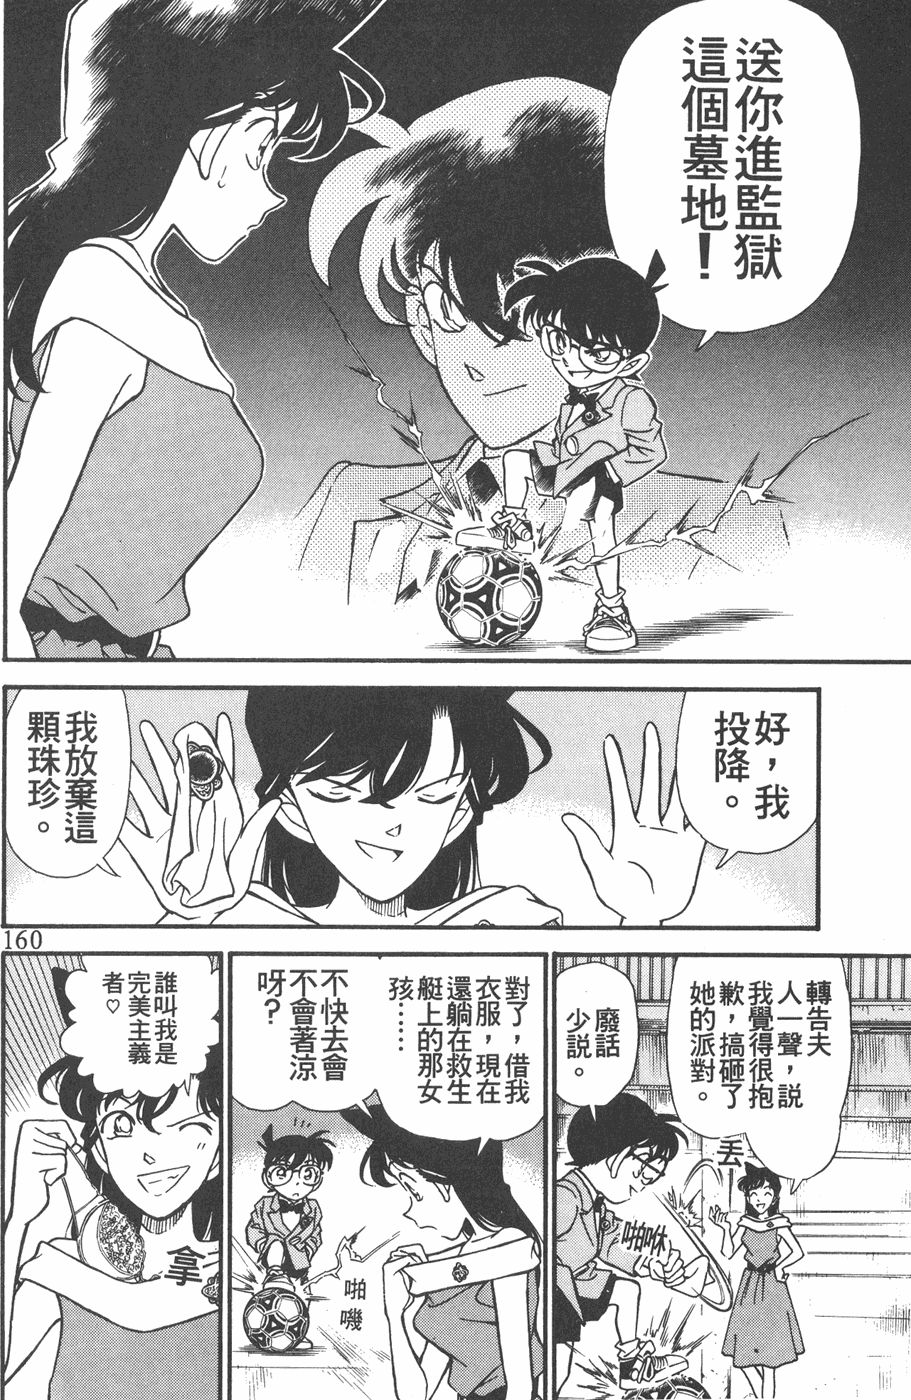 送你進監獄
這個墓地！
好，我
投降。
我放棄這
顆珠珍。
轉告夫
人一聲，說
我覺得很抱
歉，搞砸了
她的派對。
丟
廢話
少說。
啪咻
對了，借我
衣服，現在
還躺在救生
艇上的那女
孩……
不快去會
不會著涼
呀？
啪嘰
誰叫我是
完美主義
者♡
拿
160